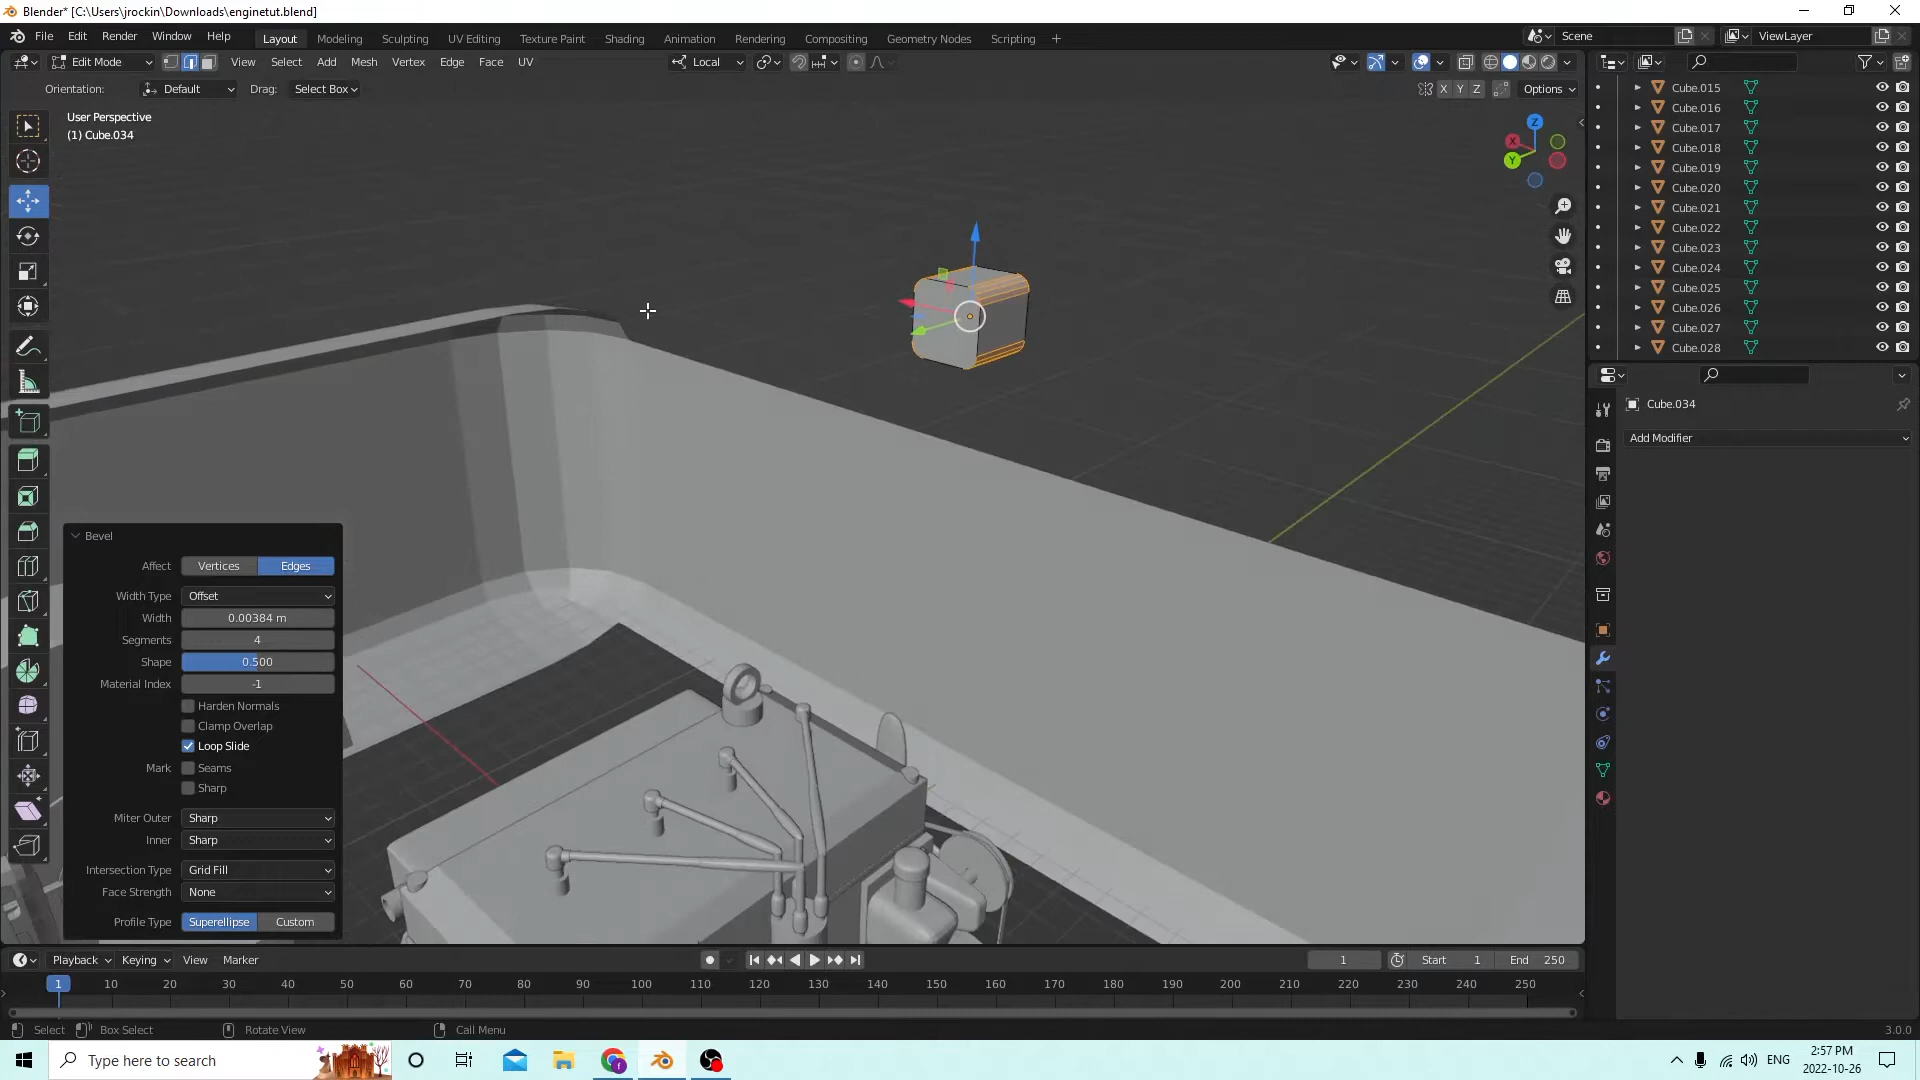 Blender* [C:\Users\jrockin\Downloads\enginetut.blend]
File Edit Render Window Help
Layout Modeling Sculpting UV Editing Texture Paint Shading Animation Rendering Compositing Geometry Nodes Scripting +
Scene
ViewLayer
Edit Mode
View Select Add Mesh Vertex Edge Face UV
Local
Orientation: Default Drag: Select Box
X Y Z Options
User Perspective
(1) Cube.034
Z
X
Y
Cube.015
Cube.016
Cube.017
Cube.018
Cube.019
Cube.020
Cube.021
Cube.022
Cube.023
Cube.024
Cube.025
Cube.026
Cube.027
Cube.028
Cube.034
Add Modifier
Bevel
Affect Vertices Edges
Width Type Offset
Width 0.00384 m
Segments 4
Shape 0.500
Material Index -1
Harden Normals
Clamp Overlap
Loop Slide
Mark Seams
Sharp
Miter Outer Sharp
Inner Sharp
Intersection Type Grid Fill
Face Strength None
Profile Type Superellipse Custom
Playback Keying View Marker
1 Start 1 End 250
1 10 20 30 40 50 60 70 80 90 100 110 120 130 140 150 160 170 180 190 200 210 220 230 240 250
Select Box Select Rotate View Call Menu
3.0.0
Type here to search
ENG
2:57 PM
2022-10-26